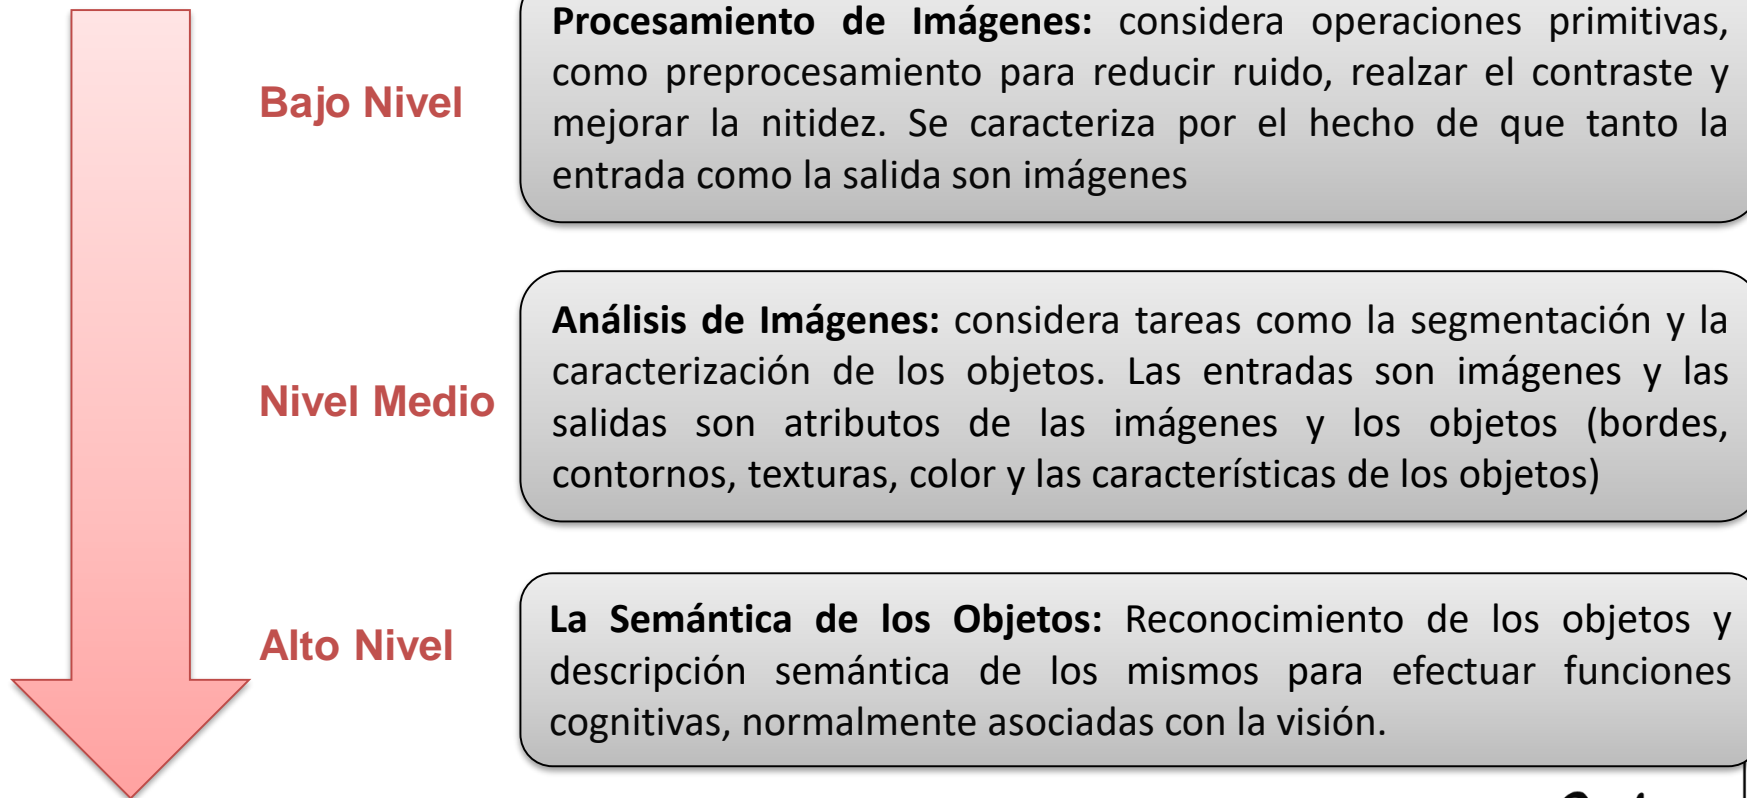 Procesamiento de Imágenes: considera operaciones primitivas,
como preprocesamiento para reducir ruido, realzar el contraste y
mejorar la nitidez. Se caracteriza por el hecho de que tanto la
entrada como la salida son imágenes
Bajo Nivel
Análisis de Imágenes: considera tareas como la segmentación y la
caracterización de los objetos. Las entradas son imágenes y las
salidas son atributos de las imágenes y los objetos (bordes,
contornos, texturas, color y las características de los objetos)
Nivel Medio
La Semántica de los Objetos: Reconocimiento de los objetos y
descripción semántica de los mismos para efectuar funciones
cognitivas, normalmente asociadas con la visión.
Alto Nivel